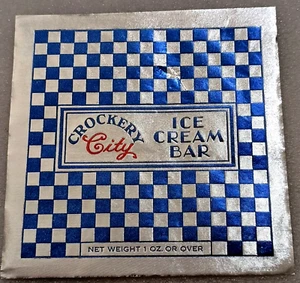 CROCKERY
City
ICE
CREAM
BAR
NET WEIGHT 1 OZ. OR OVER